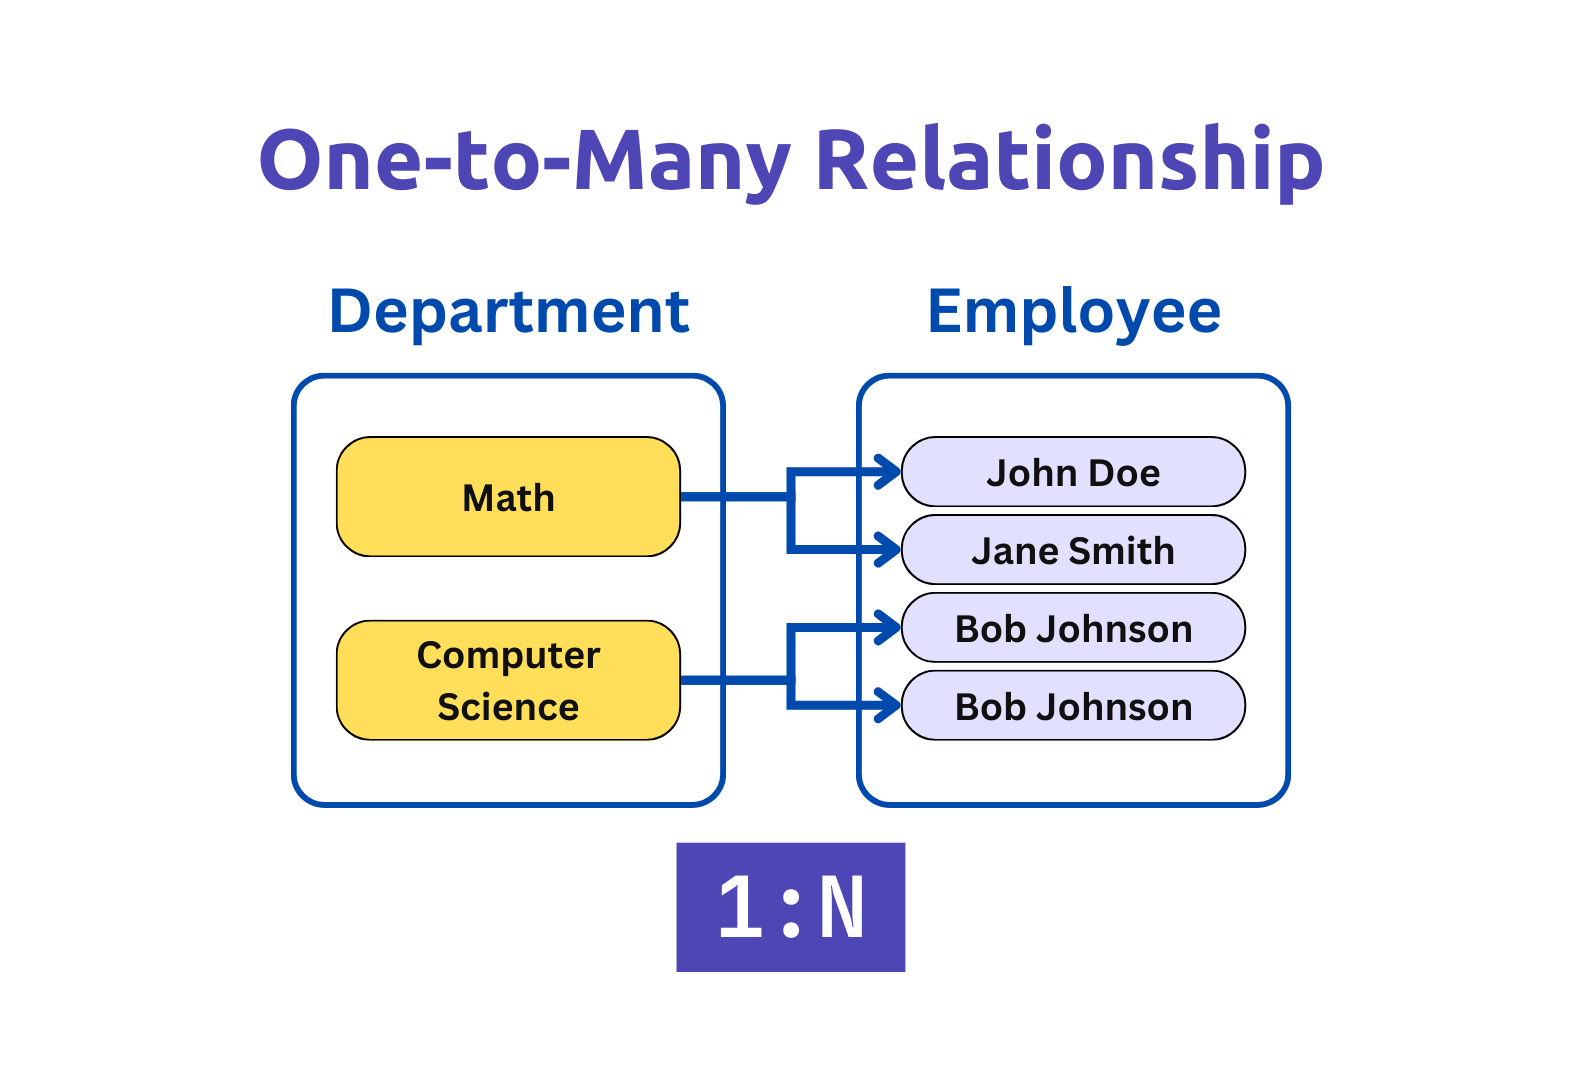 One-to-Many Relationship
Department
Employee
Math
Computer
Science
John Doe
Jane Smith
Bob Johnson
Bob Johnson
1:N